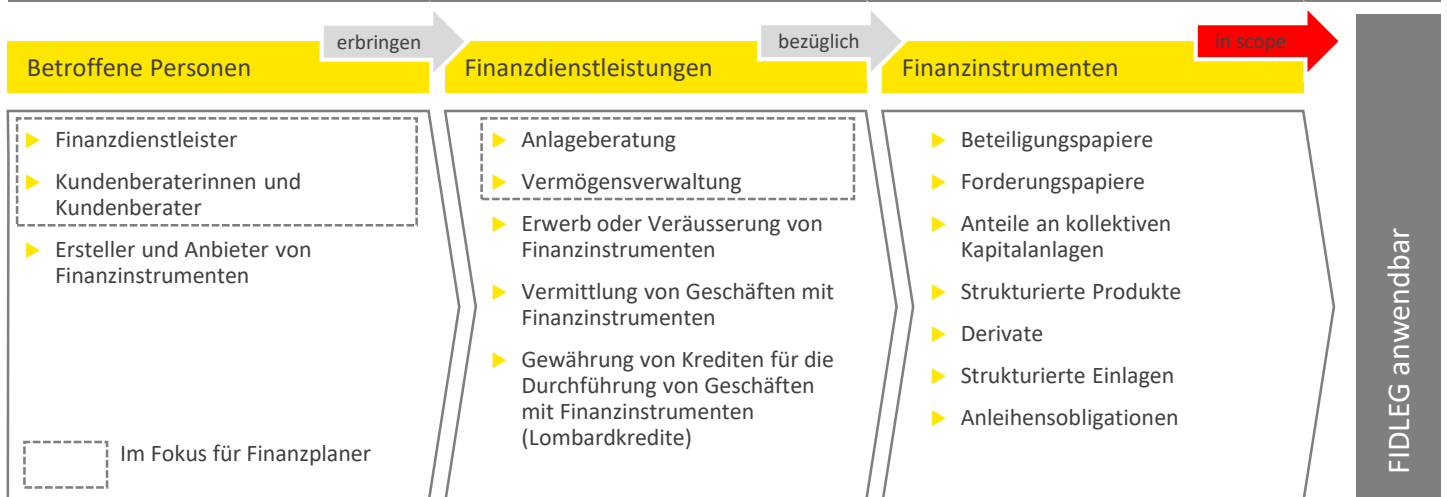 erbringen
bezüglich
in scope
Betroffene Personen
Finanzdienstleistungen
Finanzinstrumenten
Finanzdienstleister
Kundenberaterinnen und
Kundenberater
Ersteller und Anbieter von
Finanzinstrumenten
Im Fokus für Finanzplaner
Anlageberatung
Vermögensverwaltung
Erwerb oder Veräusserung von
Finanzinstrumenten
Vermittlung von Geschäften mit
Finanzinstrumenten
Gewährung von Krediten für die
Durchführung von Geschäften
mit Finanzinstrumenten
(Lombardkredite)
Beteiligungspapiere
Forderungspapiere
Anteile an kollektiven
Kapitalanlagen
Strukturierte Produkte
Derivate
Strukturierte Einlagen
Anleihensobligationen
FIDLEG anwendbar